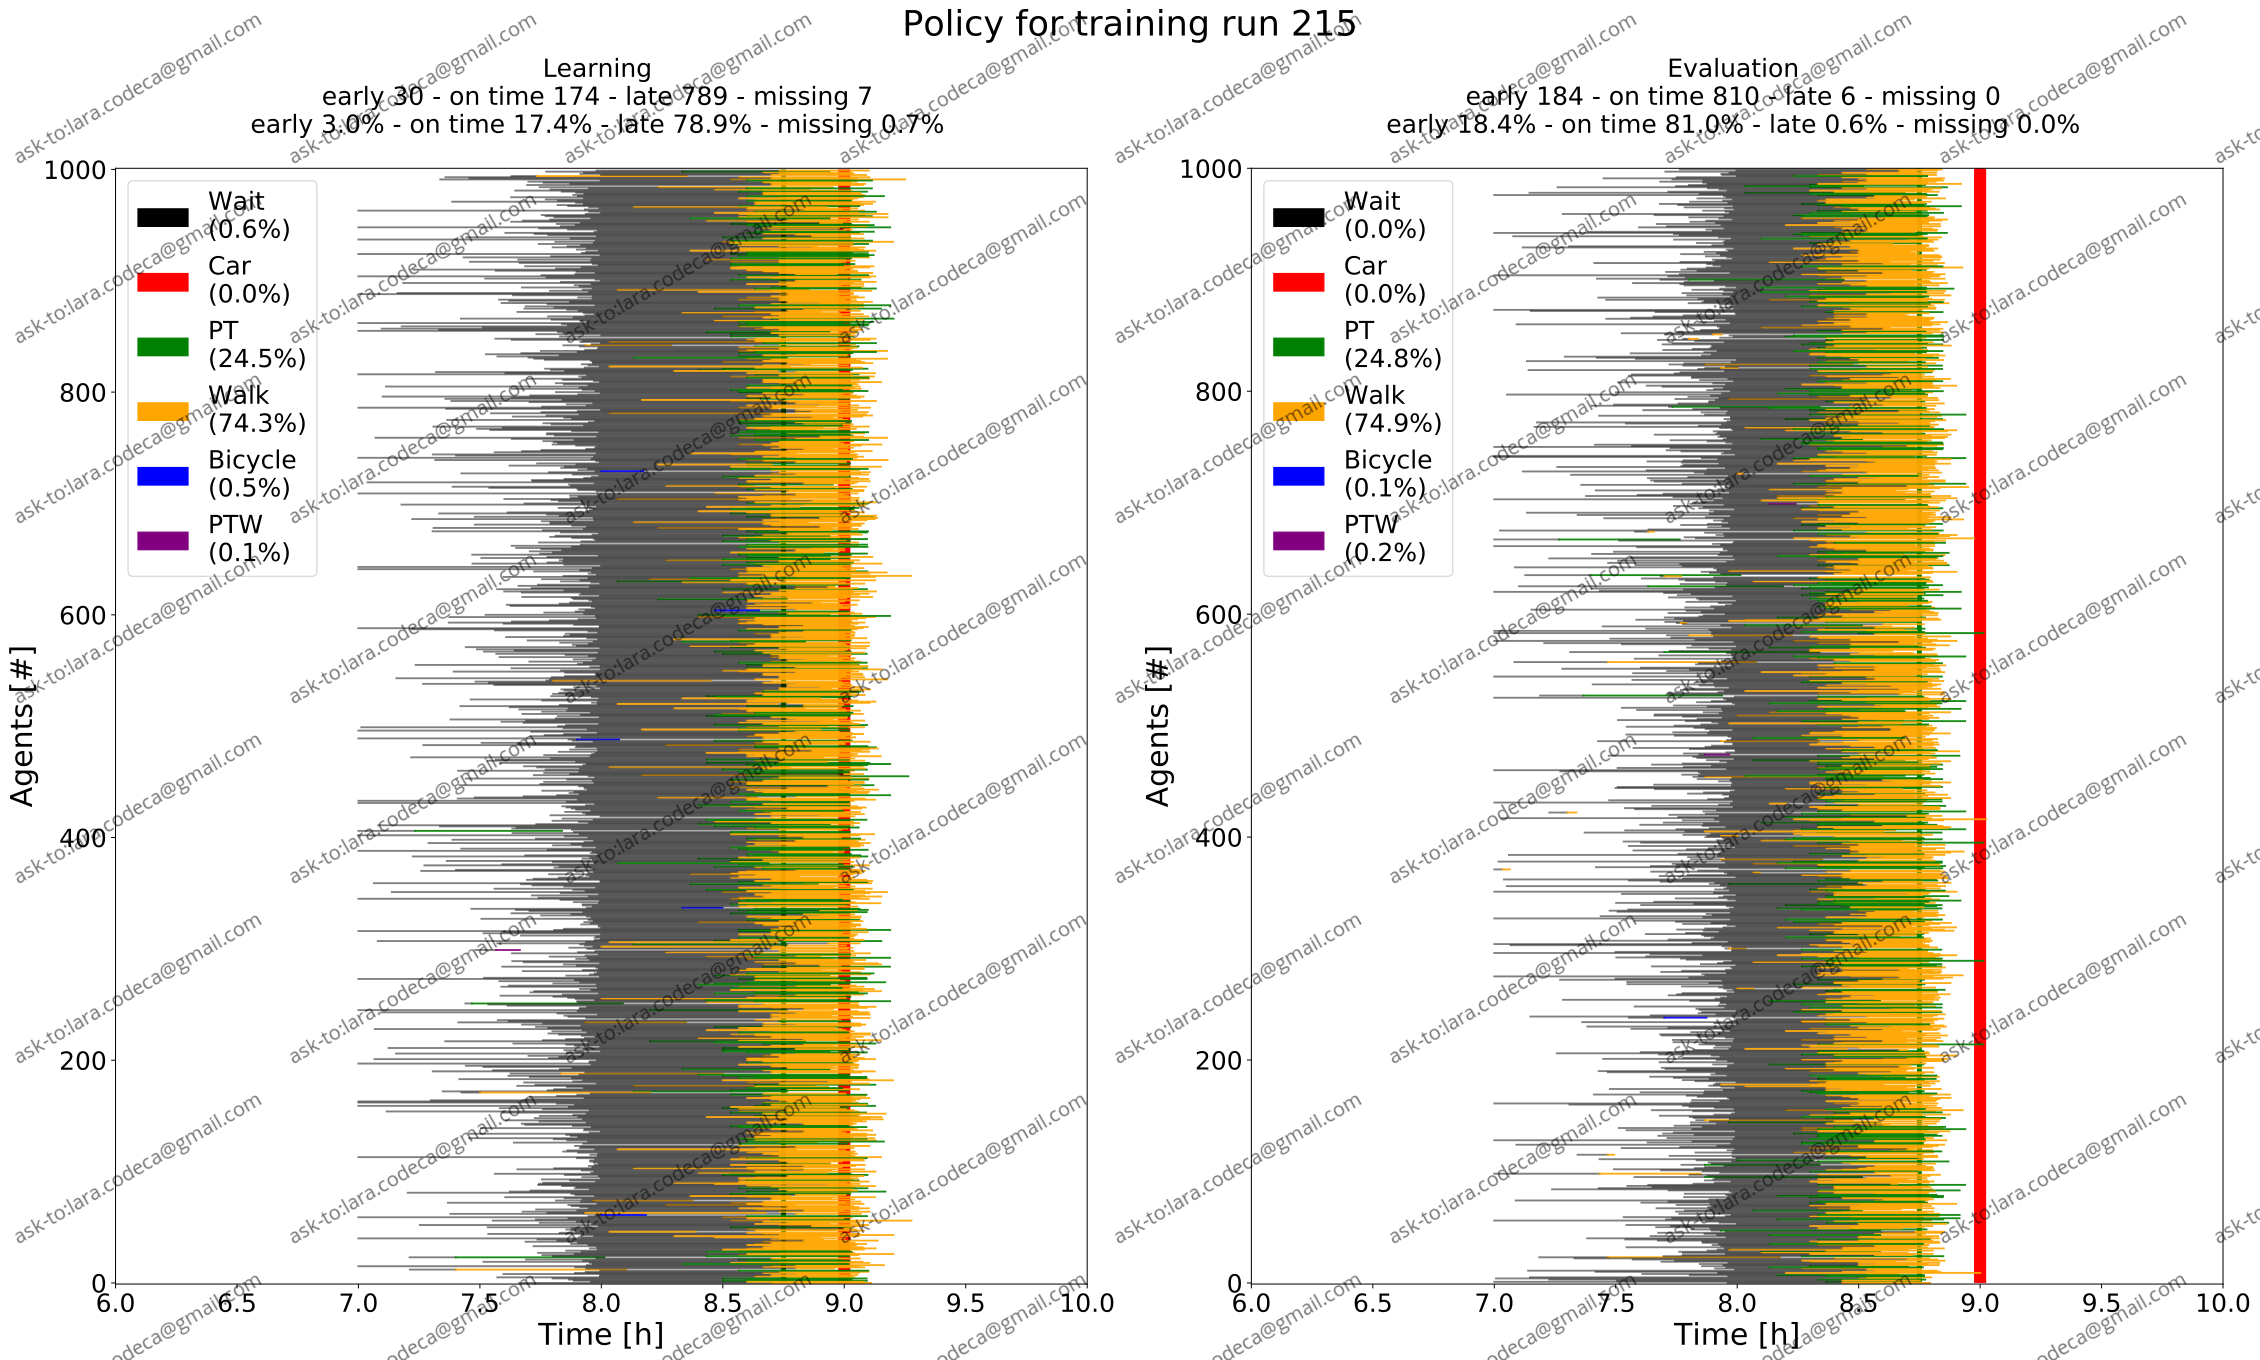 Policy for training run 215
Learning
early 30 - on time 174 - late 789 - missing 7
early 3.0% - on time 17.4% - late 78.9% - missing 0.7%
1000
800
600
400
200
0
Agents [#]
Wait
(0.6%)
Car
(0.0%)
PT
(24.5%)
Walk
(74.3%)
Bicycle
(0.5%)
PTW
(0.1%)
6.0 6.5 7.0 7.5 8.0 8.5 9.0 9.5 10.0
Time [h]
Evaluation
early 184 - on time 810 - late 6 - missing 0
early 18.4% - on time 81.0% - late 0.6% - missing 0.0%
1000
800
600
400
200
0
Agents [#]
Wait
(0.0%)
Car
(0.0%)
PT
(24.8%)
Walk
(74.9%)
Bicycle
(0.1%)
PTW
(0.2%)
6.0 6.5 7.0 7.5 8.0 8.5 9.0 9.5 10.0
Time [h]
ask-to:lara.codeca@gmail.com